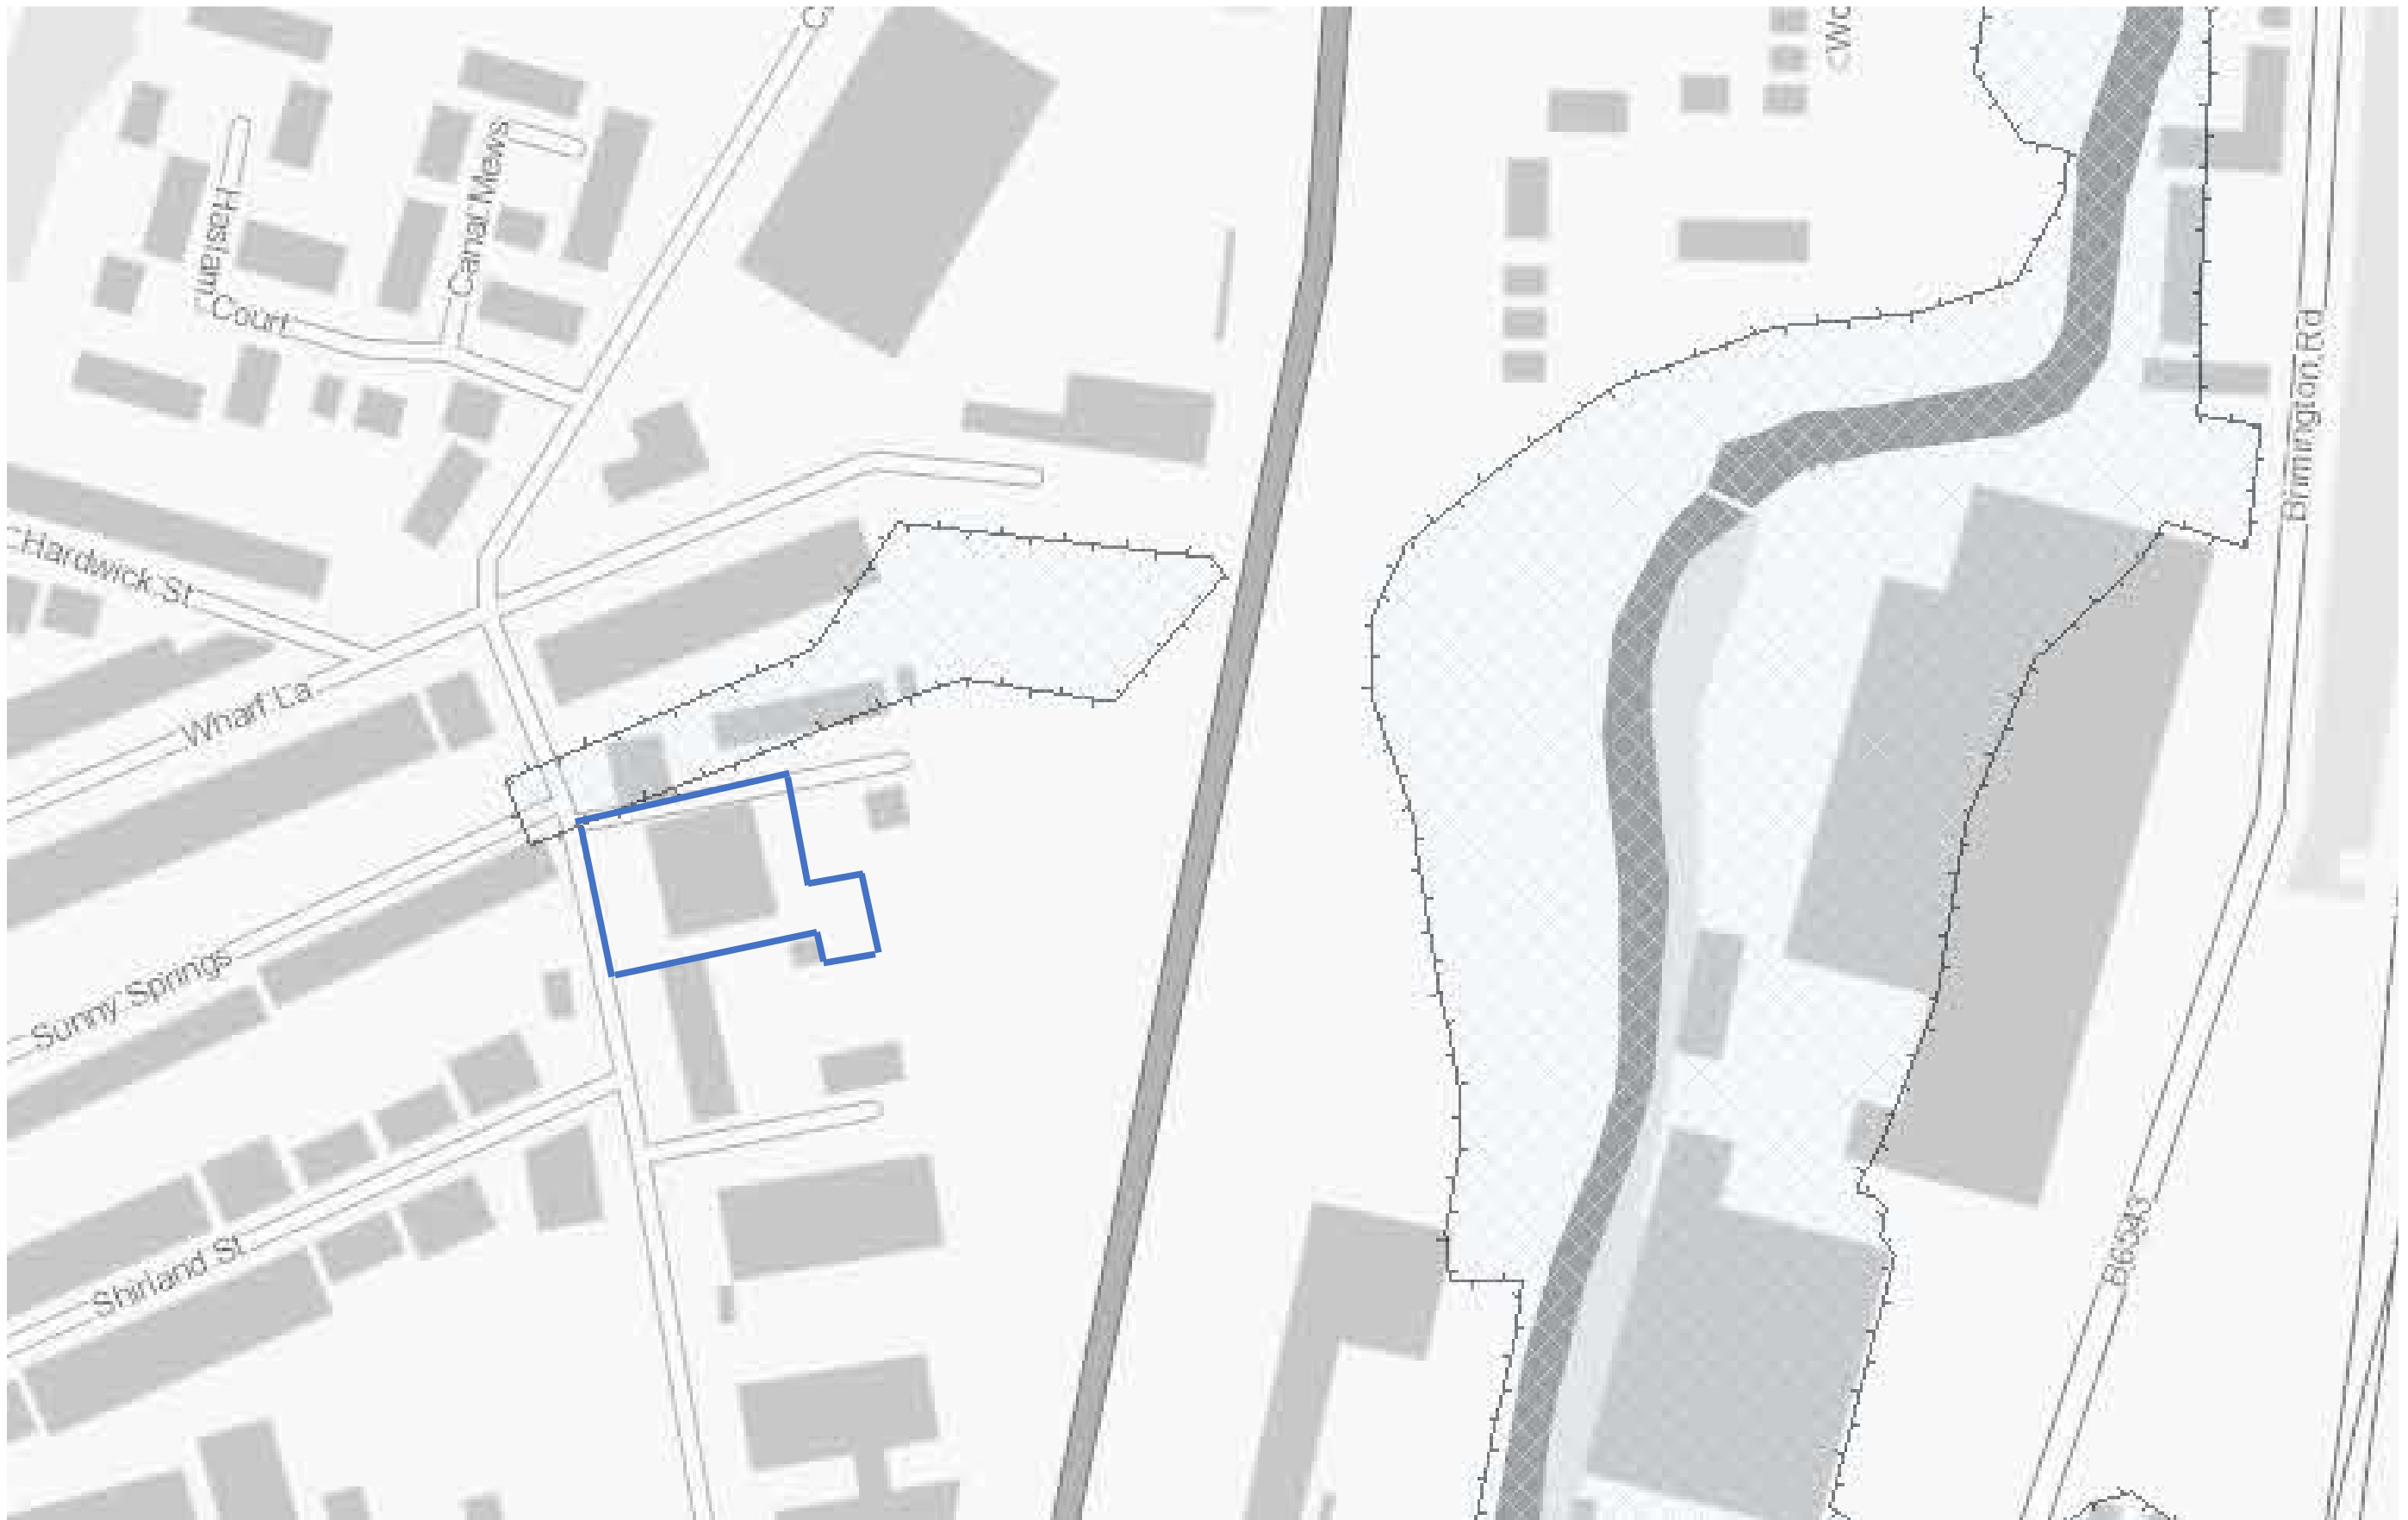 Canal Mews
Haslam
Court
Brimington Rd
Hardwick St
Wharf La
Sunny Springs
B6543
Shirland St